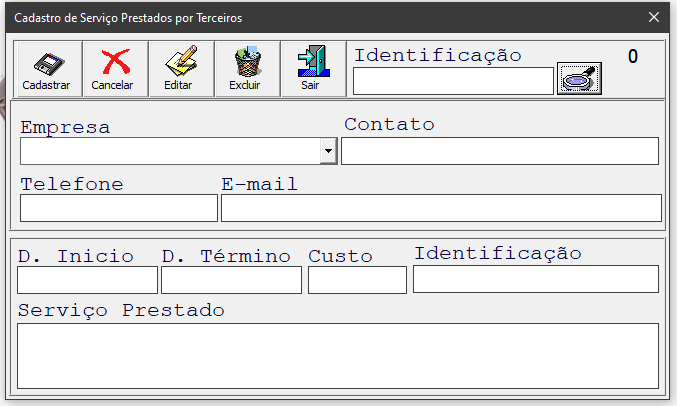 Cadastro de Serviço Prestados por Terceiros
Cadastrar Cancelar Editar Excluir Sair Identificação 0
Empresa Contato
Telefone E-mail
D. Inicio D. Término Custo Identificação
Serviço Prestado